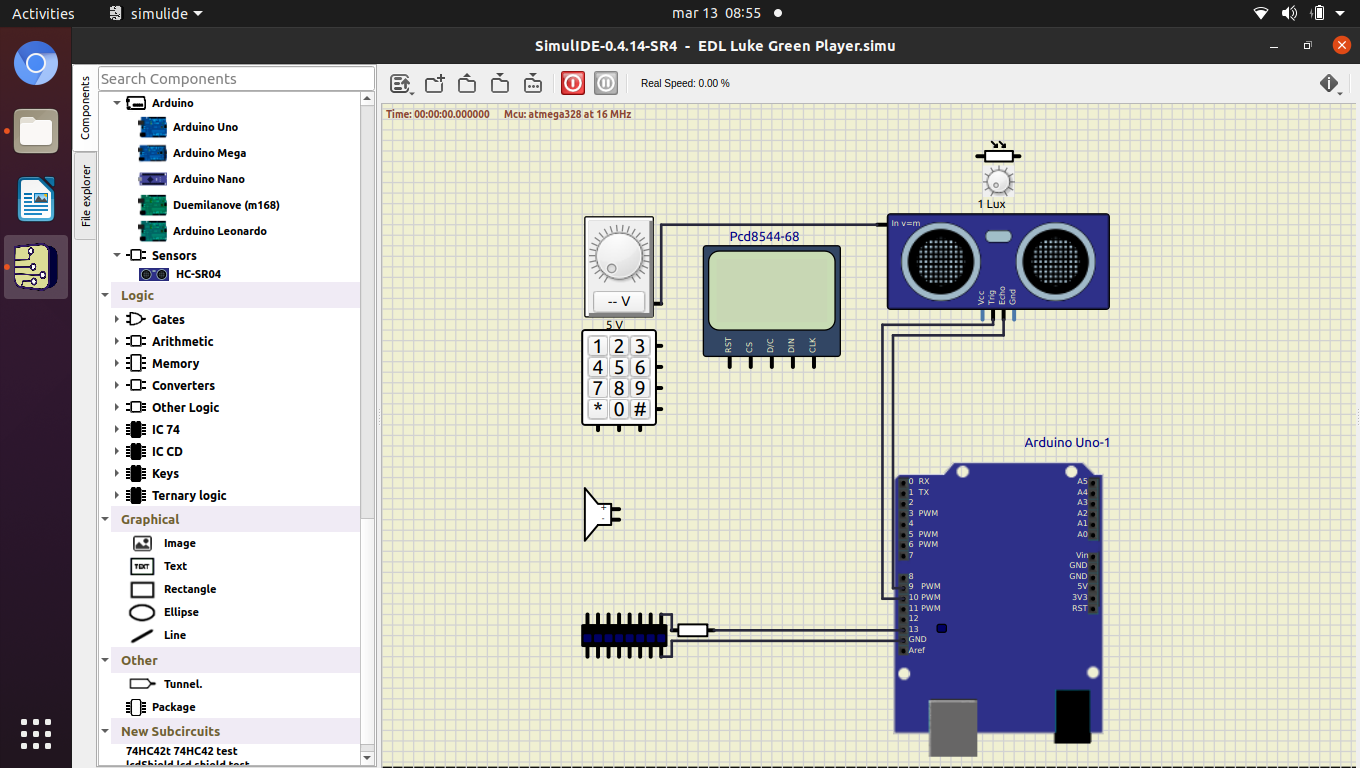 Activities
simulide
mar 13 08:55
SimulIDE-0.4.14-SR4 - EDL Luke Green Player.simu
Components
File explorer
Search Components
Arduino
Arduino Uno
Arduino Mega
Arduino Nano
Duemilanove (m168)
Arduino Leonardo
Sensors
HC-SR04
Logic
Gates
Arithmetic
Memory
Converters
Other Logic
IC 74
IC CD
Keys
Ternary logic
Graphical
Image
TEXT
Text
Rectangle
Ellipse
Line
Other
Tunnel.
Package
New Subcircuits
74HC42t 74HC42 test
lcdShield lcd shield test
Real Speed: 0.00 %
Time: 00:00:00.000000 Mcu: atmega328 at 16 MHz
1 Lux
In v=m
Vcc
Trig
Echo
Gnd
-- V
5 V
Pcd8544-68
RST
CS
D/C
DIN
CLK
1 2 3
4 5 6
7 8 9
* 0 #
+
-
Arduino Uno-1
0 RX
1 TX
2
3 PWM
4
5 PWM
6 PWM
7
8
9 PWM
10 PWM
11 PWM
12
13
GND
Aref
A5
A4
A3
A2
A1
A0
Vin
GND
GND
5V
3V3
RST